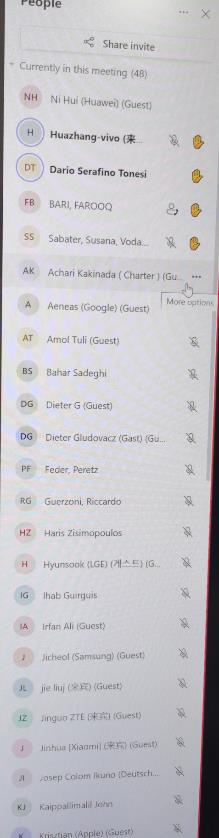 People
Share invite
Currently in this meeting (48)
NH Ni Hui (Huawei) (Guest)
H Huazhang-vivo (来...
DT Dario Serafino Tonesi
FB BARI, FAROOQ
SS Sabater, Susana, Voda...
AK Achari Kakinada ( Charter ) (Gu...
More options
A Aeneas (Google) (Guest)
AT Amol Tuli (Guest)
BS Bahar Sadeghi
DG Dieter G (Guest)
DG Dieter Gludovacz (Gast) (Gu...
PF Feder, Peretz
RG Guerzoni, Riccardo
HZ Haris Zisimopoulos
H Hyunsook (LGE) (게스트) (G...
IG Ihab Guirguis
IA Irfan Ali (Guest)
J Jicheol (Samsung) (Guest)
JL jie liuj (来宾) (Guest)
JZ Jinguo ZTE (来宾) (Guest)
J Jinhua [Xiaomi] (来宾) (Guest)
JI Josep Colom Ikuno (Deutsch...
KJ Kaippallimalil John
K Krisztian (Apple) (Guest)